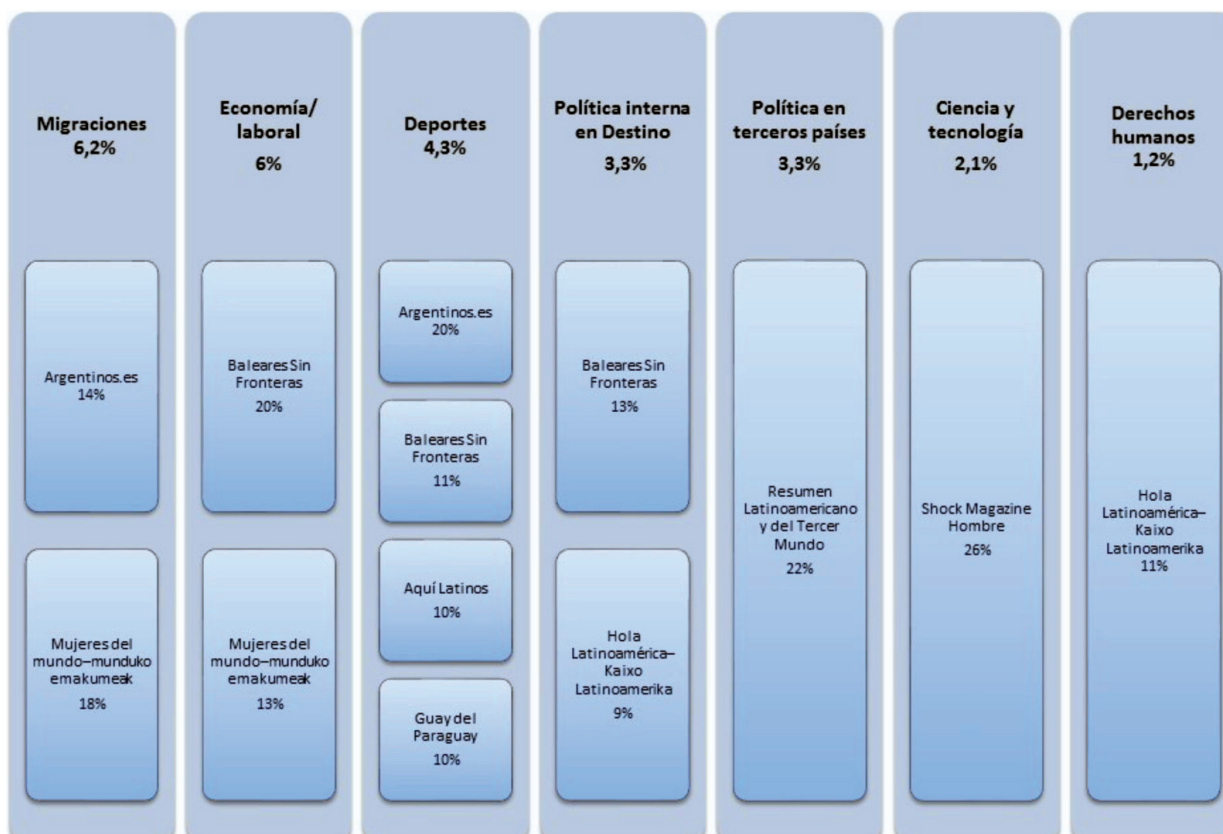 Migraciones
6,2%
Argentinos.es
14%
Mujeres del
mundo–munduko
emakumeak
18%
Economía/
laboral
6%
Baleares Sin
Fronteras
20%
Mujeres del
mundo–munduko
emakumeak
13%
Deportes
4,3%
Argentinos.es
20%
Baleares Sin
Fronteras
11%
Aquí Latinos
10%
Guay del
Paraguay
10%
Política interna
en Destino
3,3%
Baleares Sin
Fronteras
13%
Hola
Latinoamérica–
Kaixo
Latinoamerika
9%
Política en
terceros países
3,3%
Resumen
Latinoamericano
y del Tercer
Mundo
22%
Ciencia y
tecnología
2,1%
Shock Magazine
Hombre
26%
Derechos
humanos
1,2%
Hola
Latinoamérica–
Kaixo
Latinoamerika
11%